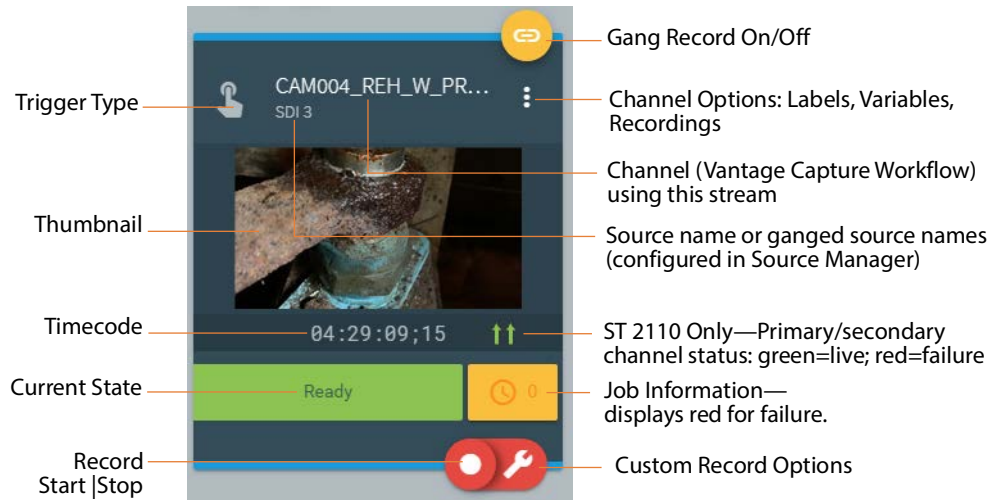 Gang Record On/Off
Trigger Type
CAM004_REH_W_PR...
SDI 3
Channel Options: Labels, Variables,
Recordings
Channel (Vantage Capture Workflow)
using this stream
Thumbnail
Source name or ganged source names
(configured in Source Manager)
Timecode
04:29:09;15
ST 2110 Only—Primary/secondary
channel status: green=live; red=failure
Current State
Ready
0
Job Information—
displays red for failure.
Record
Start |Stop
Custom Record Options